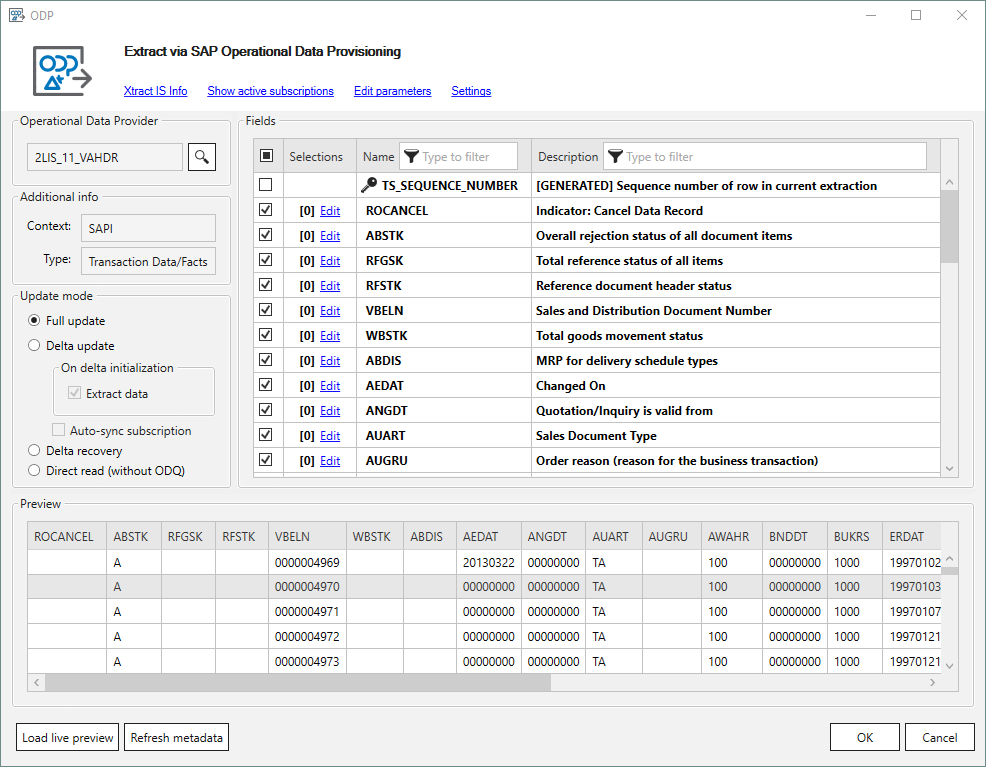 ODP
ODP
Extract via SAP Operational Data Provisioning
Xtract IS Info Show active subscriptions Edit parameters Settings
Operational Data Provider
2LIS_11_VAHDR
Additional info
Context: SAPI
Type: Transaction Data/Facts
Update mode
Full update
Delta update
On delta initialization
Extract data
Auto-sync subscription
Delta recovery
Direct read (without ODQ)
Fields
Selections Name Type to filter Description Type to filter
TS_SEQUENCE_NUMBER [GENERATED] Sequence number of row in current extraction
[0] Edit ROCANCEL Indicator: Cancel Data Record
[0] Edit ABSTK Overall rejection status of all document items
[0] Edit RFGSK Total reference status of all items
[0] Edit RFSTK Reference document header status
[0] Edit VBELN Sales and Distribution Document Number
[0] Edit WBSTK Total goods movement status
[0] Edit ABDIS MRP for delivery schedule types
[0] Edit AEDAT Changed On
[0] Edit ANGDT Quotation/Inquiry is valid from
[0] Edit AUART Sales Document Type
[0] Edit AUGRU Order reason (reason for the business transaction)
Preview
ROCANCEL ABSTK RFGSK RFSTK VBELN WBSTK ABDIS AEDAT ANGDT AUART AUGRU AWAHR BNDDT BUKRS ERDAT
A 0000004969 20130322 00000000 TA 100 00000000 1000 19970102
A 0000004970 00000000 00000000 TA 100 00000000 1000 19970103
A 0000004971 00000000 00000000 TA 100 00000000 1000 19970107
A 0000004972 00000000 00000000 TA 100 00000000 1000 19970121
A 0000004973 00000000 00000000 TA 100 00000000 1000 19970121
Load live preview Refresh metadata OK Cancel